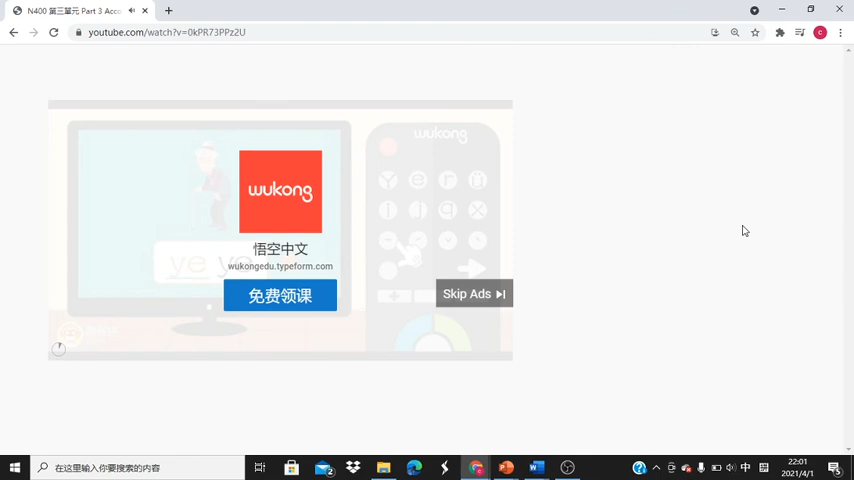 N400 第三單元 Part 3 Acco
youtube.com/watch?v=0kPR73PPz2U
wukong
wukong
悟空中文
wukongedu.typeform.com
免费领课
Skip Ads
ye ye
在这里输入你要搜索的内容
中
22:01
2021/4/1